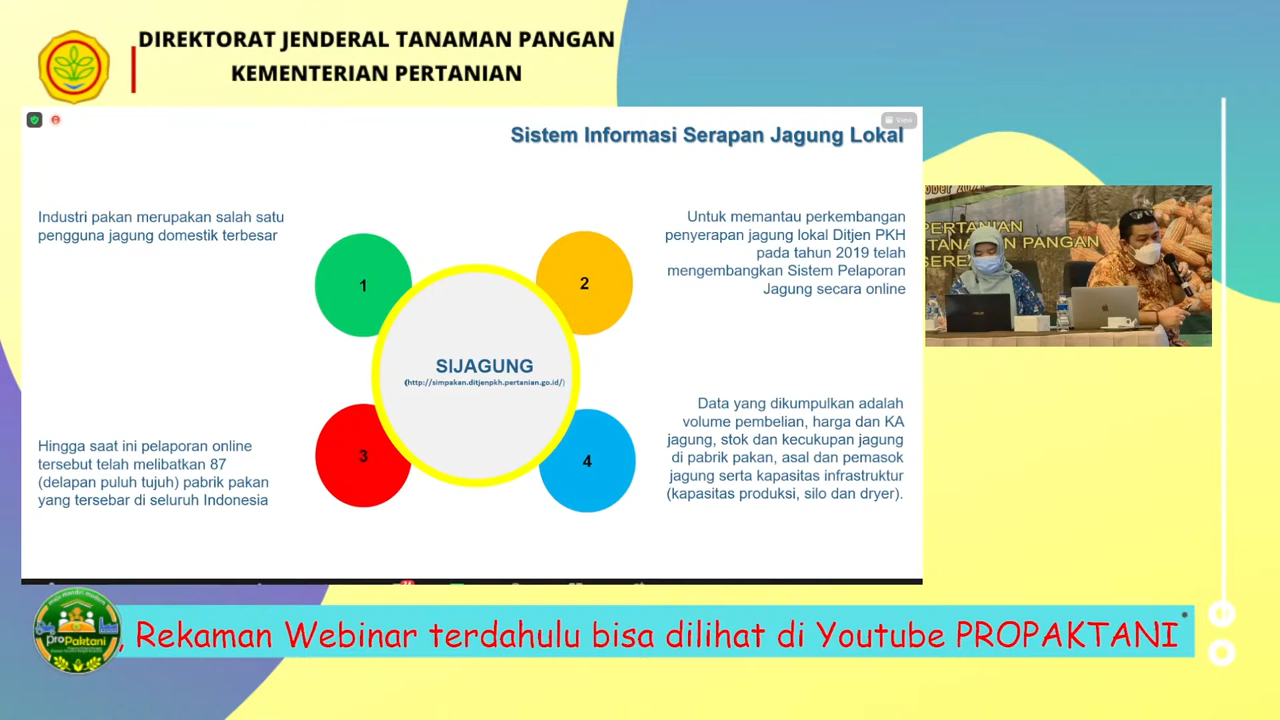 DIREKTORAT JENDERAL TANAMAN PANGAN
KEMENTERIAN PERTANIAN
View
Sistem Informasi Serapan Jagung Lokal
Industri pakan merupakan salah satu
pengguna jagung domestik terbesar
1
2
Untuk memantau perkembangan
penyerapan jagung lokal Ditjen PKH
pada tahun 2019 telah
mengembangkan Sistem Pelaporan
Jagung secara online
SIJAGUNG
(http://simpakan.ditjenpkh.pertanian.go.id/)
Hingga saat ini pelaporan online
tersebut telah melibatkan 87
(delapan puluh tujuh) pabrik pakan
yang tersebar di seluruh Indonesia
3
4
Data yang dikumpulkan adalah
volume pembelian, harga dan KA
jagung, stok dan kecukupan jagung
di pabrik pakan, asal dan pemasok
jagung serta kapasitas infrastruktur
(kapasitas produksi, silo dan dryer).
PERTANIAN
TANAMAN PANGAN
proPaktani
, Rekaman Webinar terdahulu bisa dilihat di Youtube PROPAKTANI